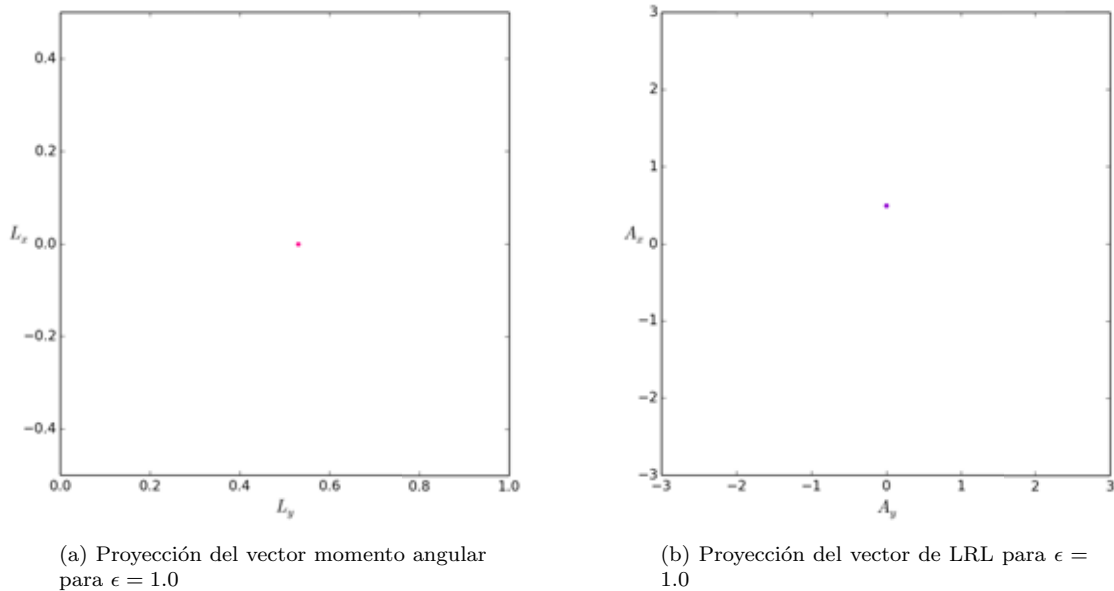 0.4
0.2
L_x 0.0
−0.2
−0.4
0.0 0.2 0.4 0.6 0.8 1.0
L_y
3
2
1
A_x 0
−1
−2
−3
−3 −2 −1 0 1 2 3
A_y
(a) Proyección del vector momento angular
para ϵ = 1.0
(b) Proyección del vector de LRL para ϵ =
1.0